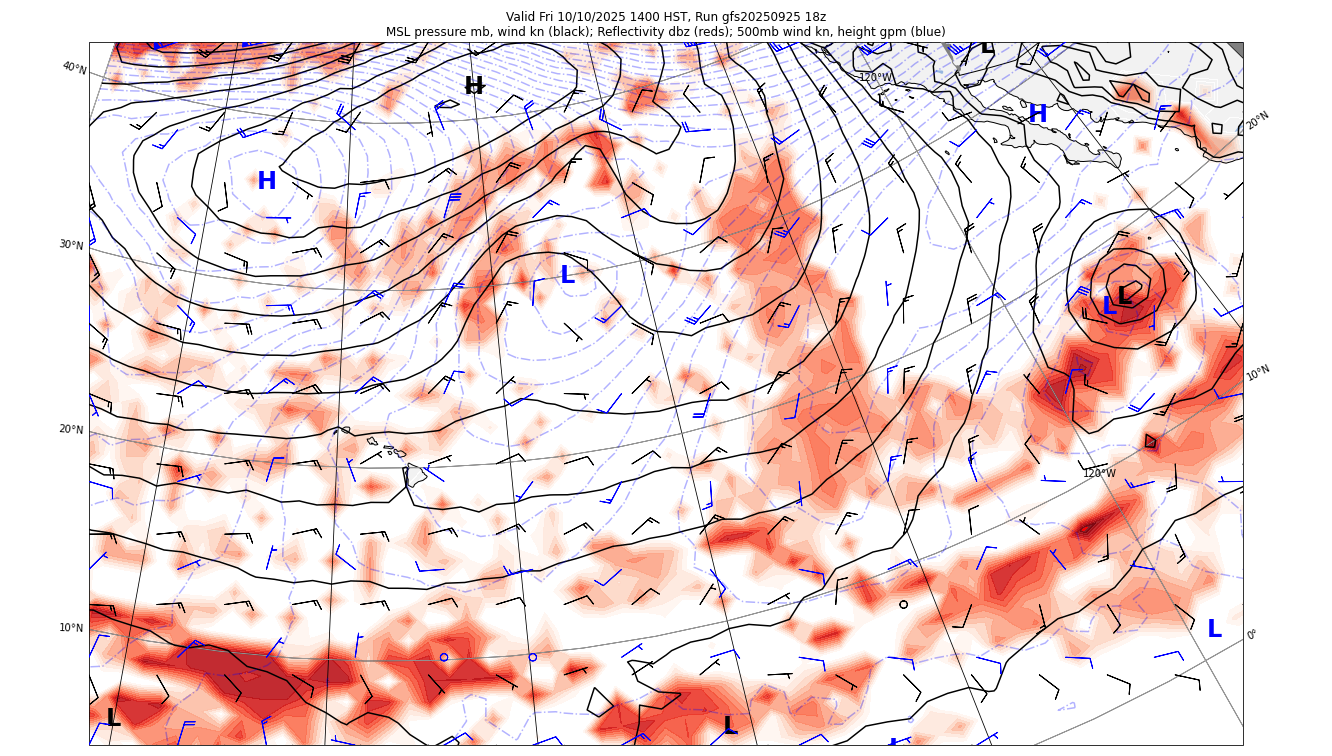 Valid Fri 10/10/2025 1400 HST, Run gfs20250925 18z
MSL pressure mb, wind kn (black); Reflectivity dbz (reds); 500mb wind kn, height gpm (blue)
L
40°N
120°W
H
H
20°N
H
30°N
L
L
L
10°N
20°N
120°W
10°N
L
0°
L
L